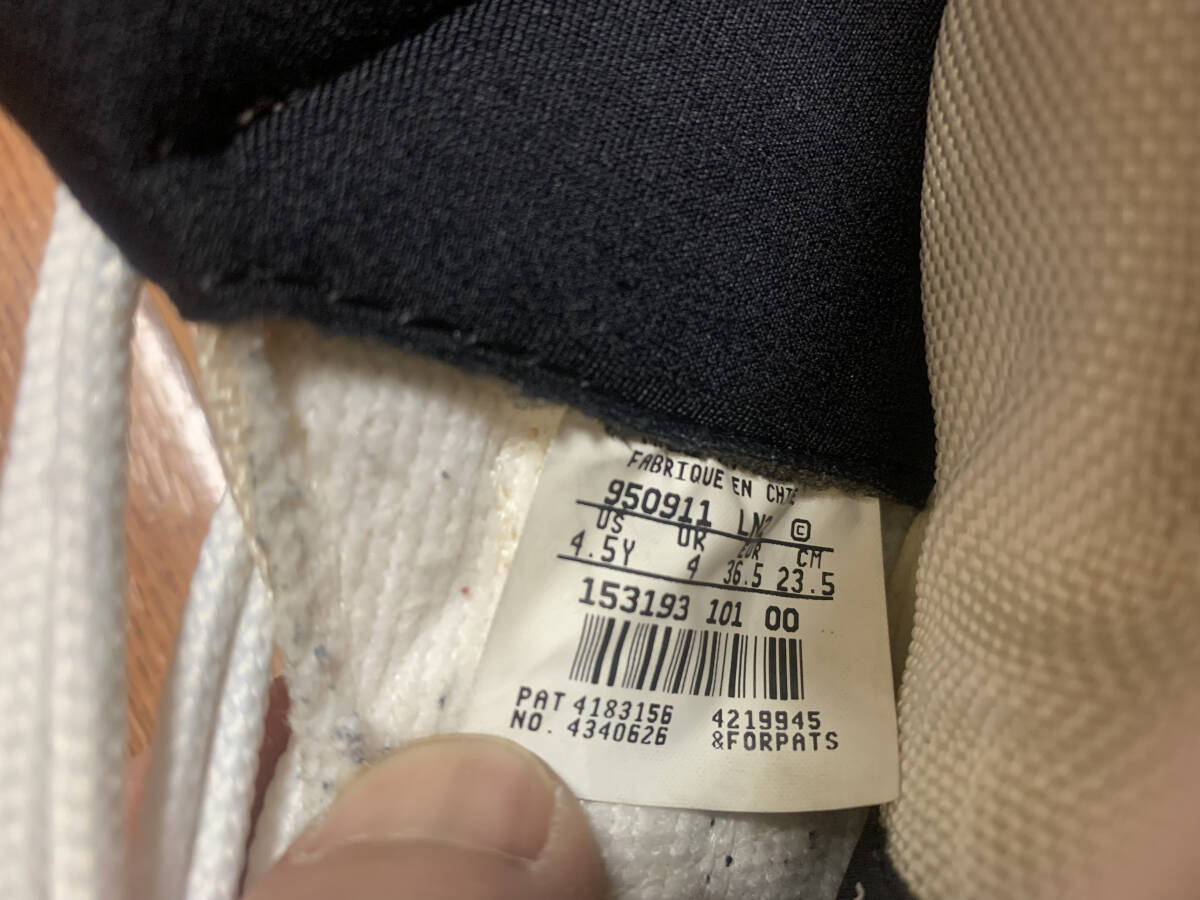 FABRIQUE EN
950911 ©
US UK EUR CM
4.5Y 4 36.5 23.5
153193 101 00
PAT 4183156 4219945
NO. 4340626 &FORPATS